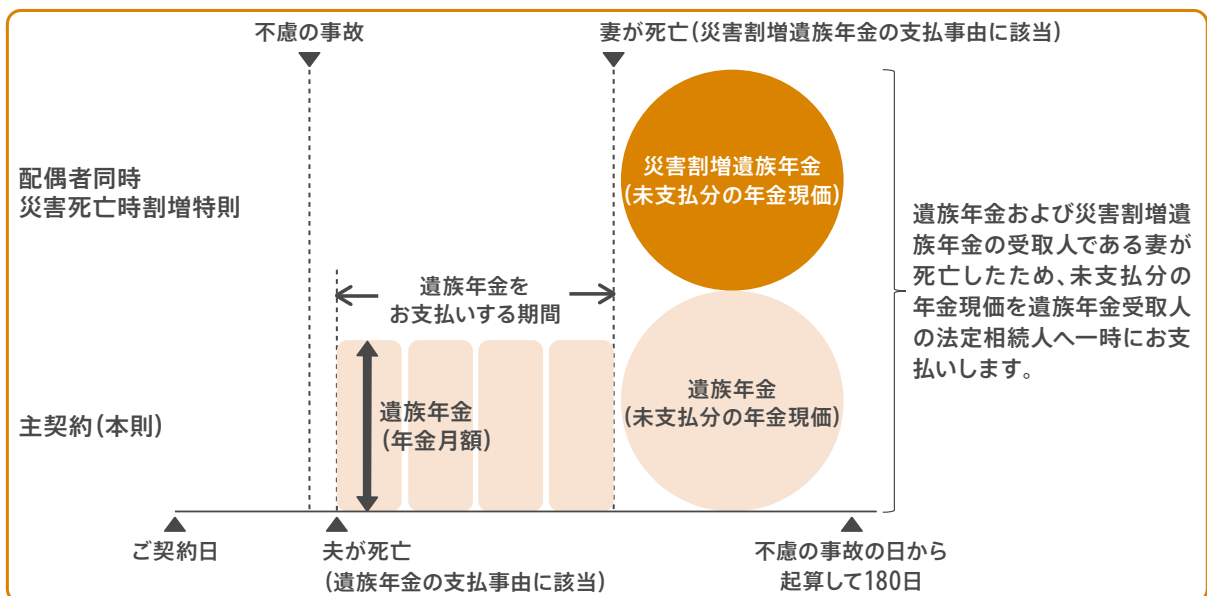 不慮の事故
妻が死亡(災害割増遺族年金の支払事由に該当)
配偶者同時
災害死亡時割増特則
災害割増遺族年金
(未支払分の年金現価)
遺族年金および災害割増遺
族年金の受取人である妻が
死亡したため、未支払分の
年金現価を遺族年金受取人
の法定相続人へ一時にお支
払いします。
遺族年金を
お支払いする期間
主契約(本則)
遺族年金
(年金月額)
遺族年金
(未支払分の年金現価)
ご契約日
夫が死亡
(遺族年金の支払事由に該当)
不慮の事故の日から
起算して180日